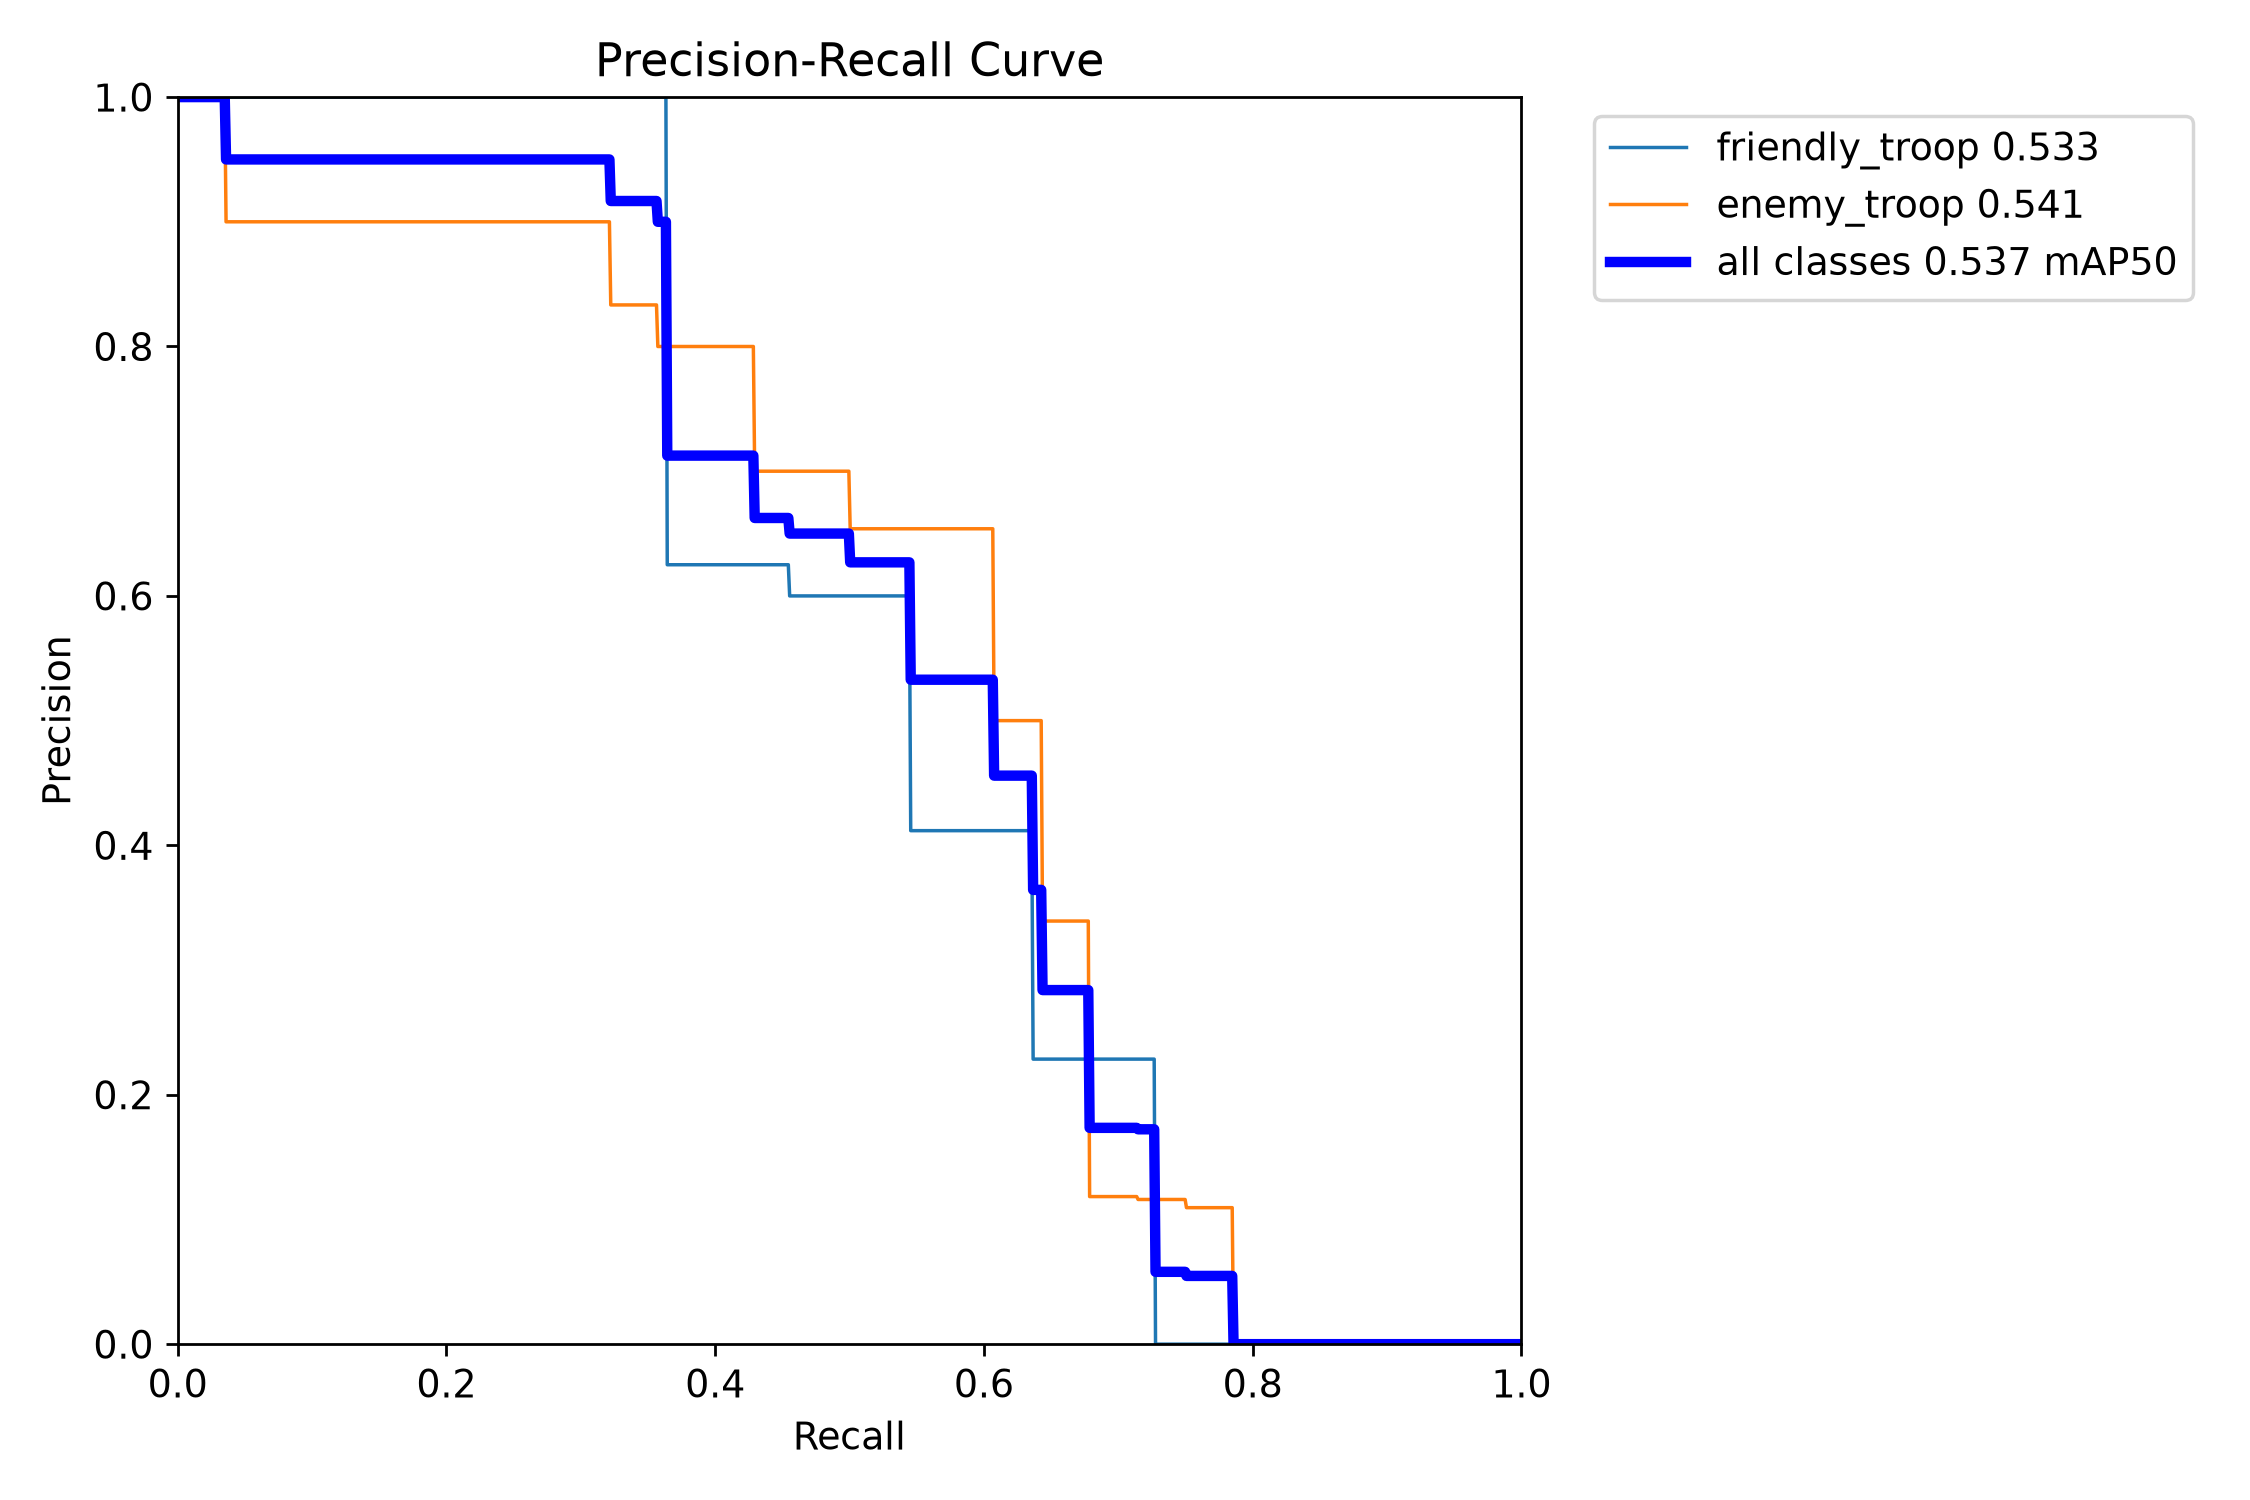 Precision-Recall Curve
friendly_troop 0.533
enemy_troop 0.541
all classes 0.537 mAP50
Precision
1.0
0.8
0.6
0.4
0.2
0.0
0.0 0.2 0.4 0.6 0.8 1.0
Recall